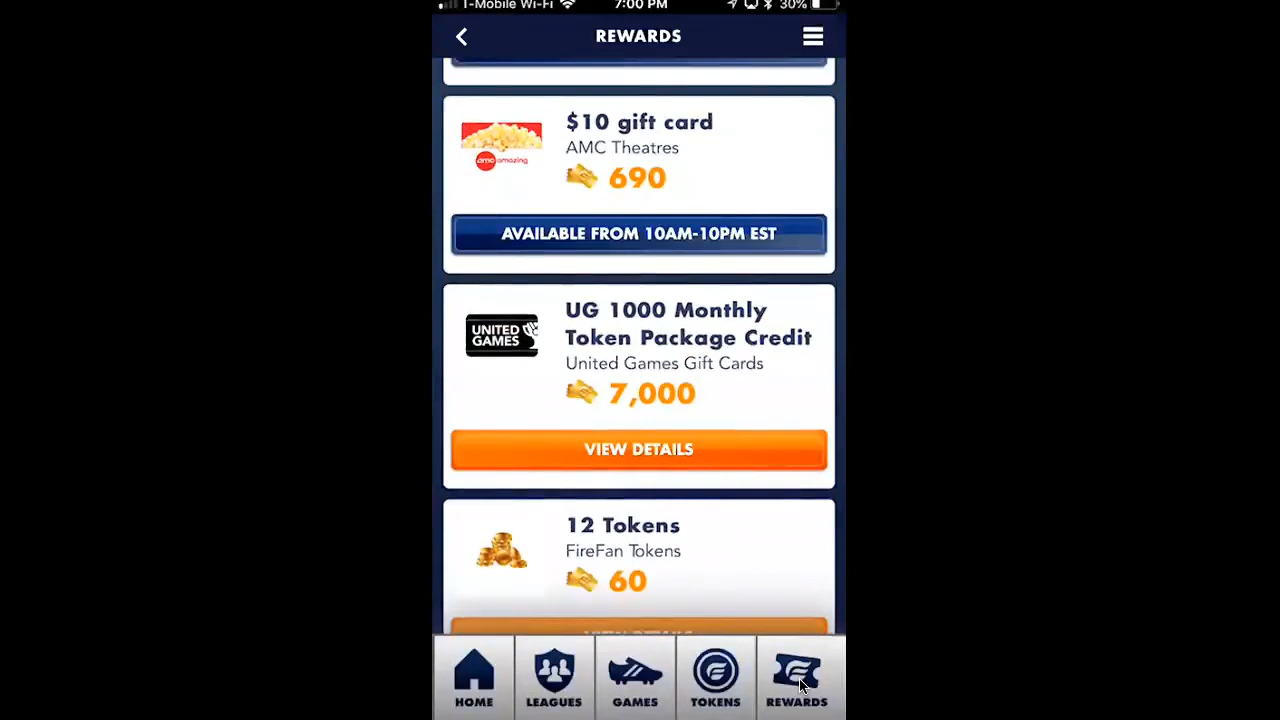 T-Mobile Wi-Fi 7:00 PM 30%
REWARDS
$10 gift card
AMC Theatres
690
amc amazing
AVAILABLE FROM 10AM-10PM EST
UG 1000 Monthly
Token Package Credit
United Games Gift Cards
7,000
UNITED
GAMES
VIEW DETAILS
12 Tokens
FireFan Tokens
60
HOME LEAGUES GAMES TOKENS REWARDS